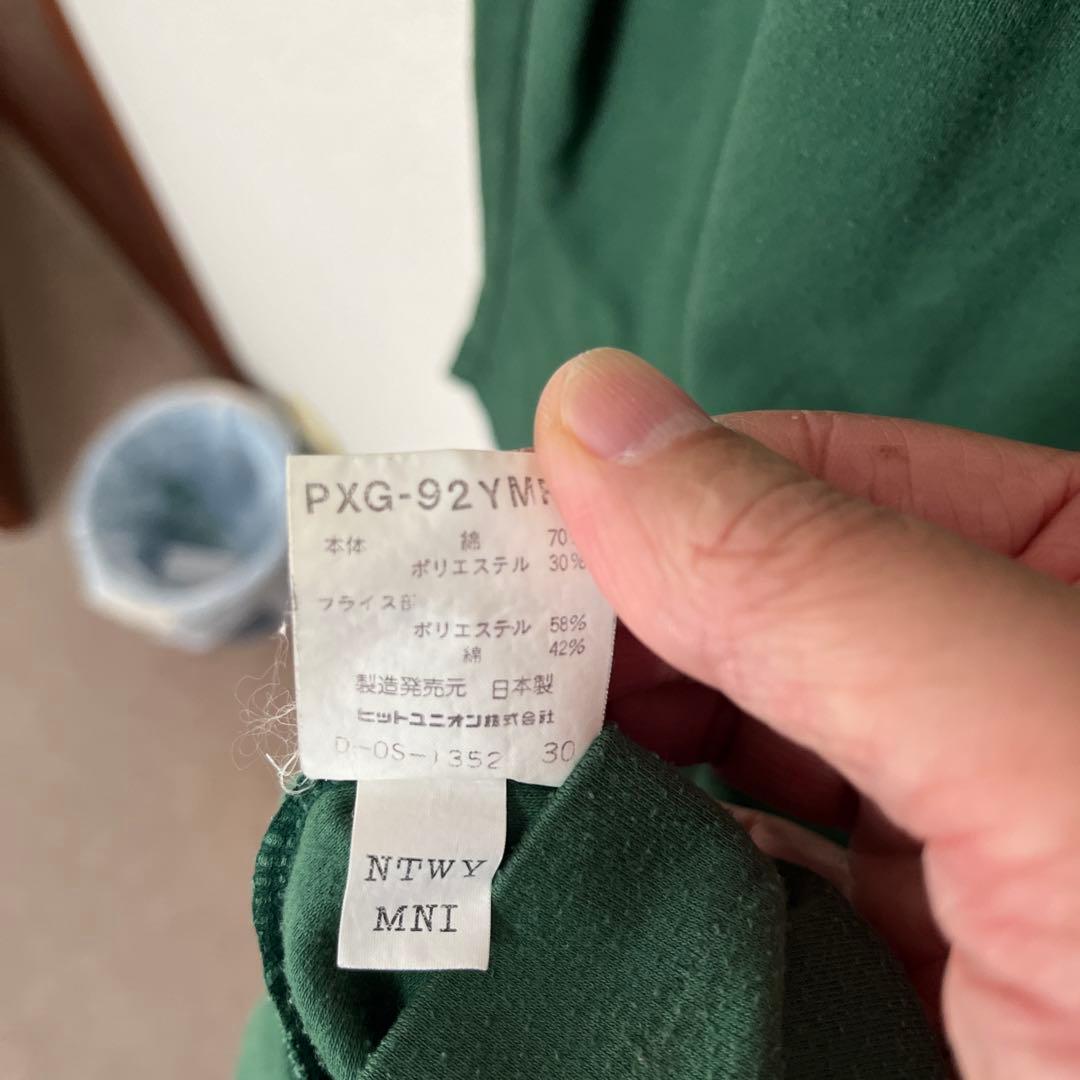 PXG-92YM
本体 綿 70
ポリエステル 30%
フライス部
ポリエステル 58%
綿 42%
製造発売元 日本製
ヒットユニオン株式会社
D-OS-1352 30
NTWY
MNI